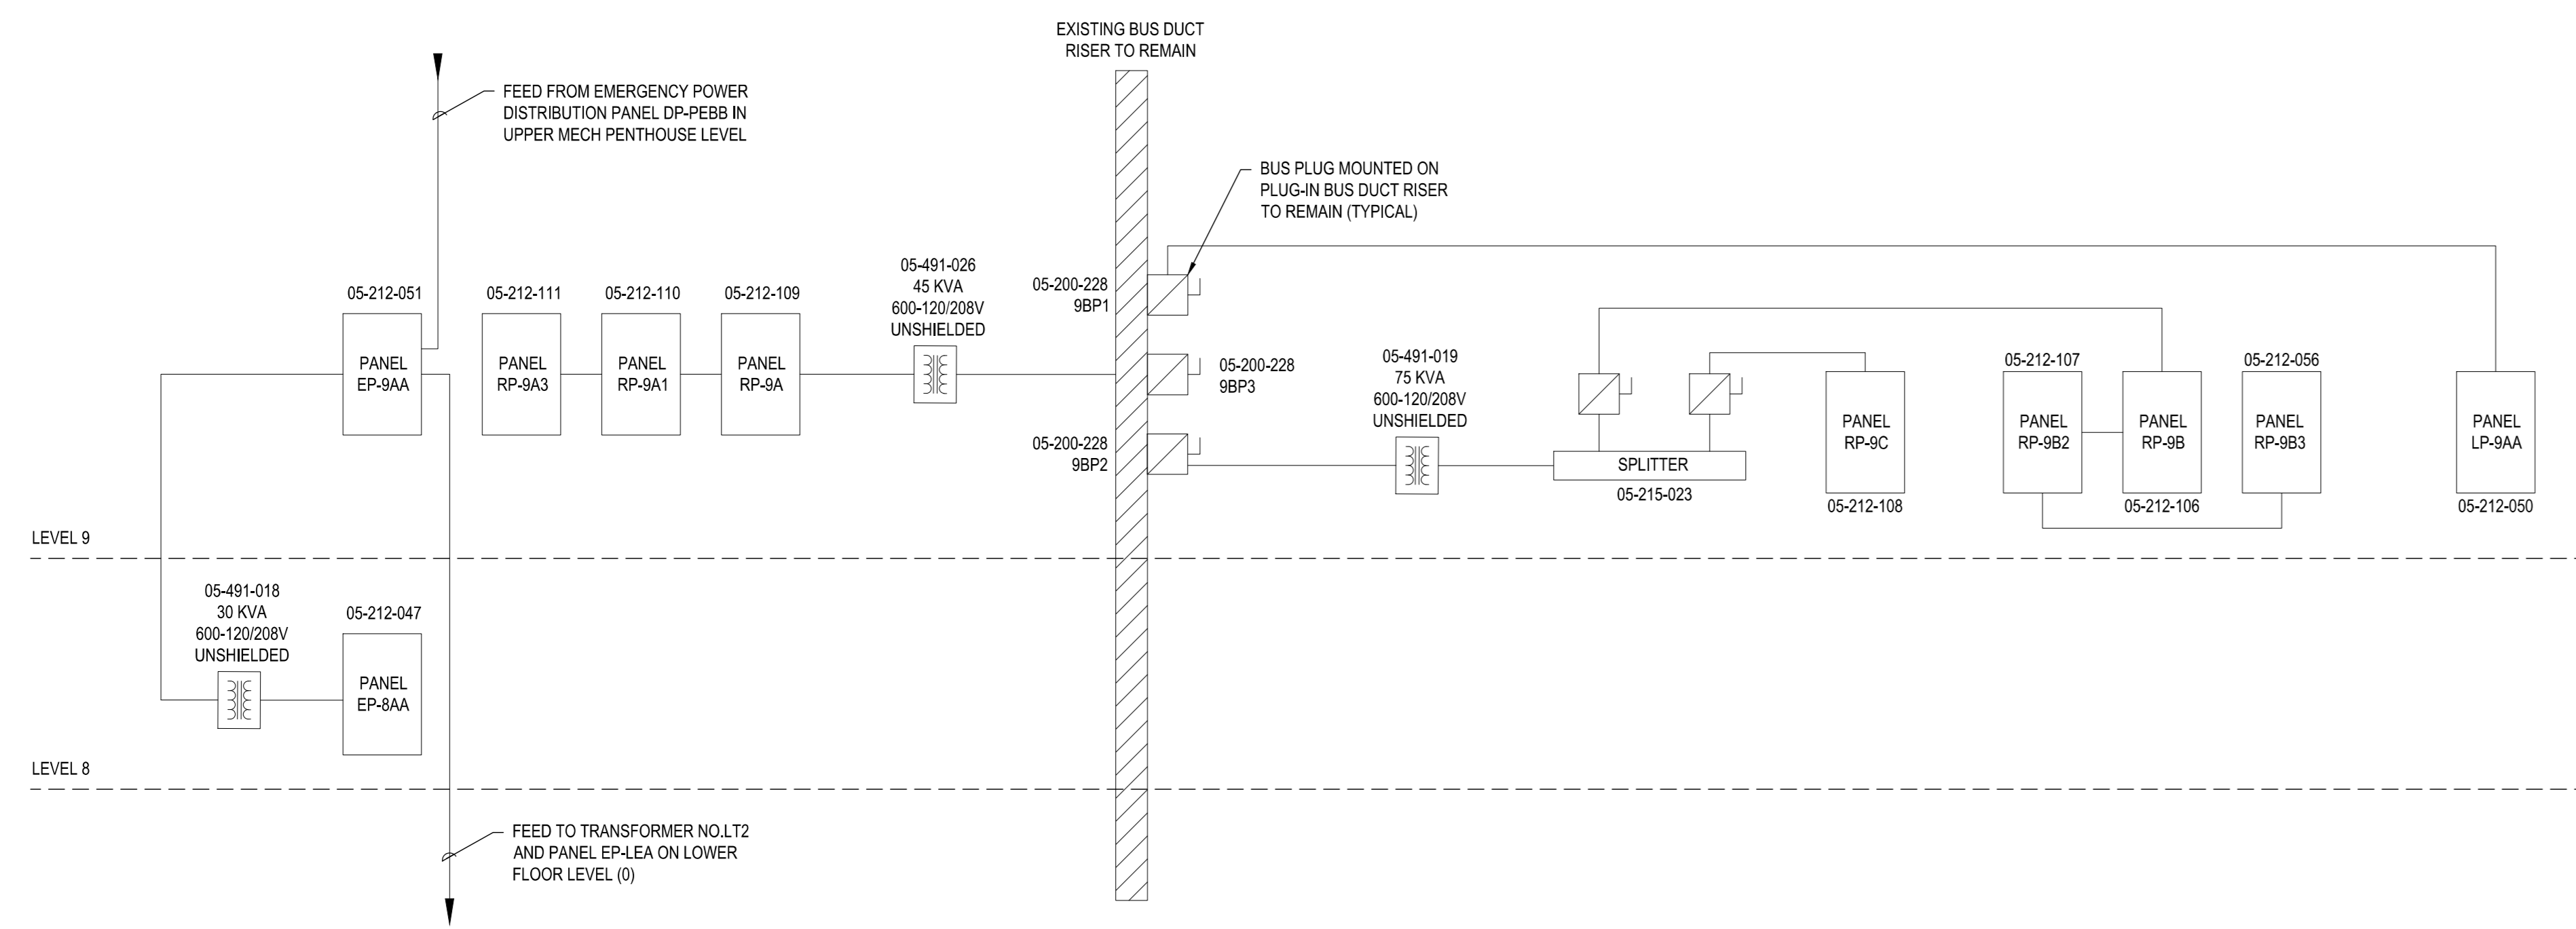 EXISTING BUS DUCT
RISER TO REMAIN
FEED FROM EMERGENCY POWER
DISTRIBUTION PANEL DP-PEBB IN
UPPER MECH PENTHOUSE LEVEL
BUS PLUG MOUNTED ON
PLUG-IN BUS DUCT RISER
TO REMAIN (TYPICAL)
05-212-051
PANEL
EP-9AA
05-212-111
PANEL
RP-9A3
05-212-110
PANEL
RP-9A1
05-212-109
PANEL
RP-9A
05-491-026
45 KVA
600-120/208V
UNSHIELDED
05-200-228
9BP1
05-200-228
9BP3
05-200-228
9BP2
05-491-019
75 KVA
600-120/208V
UNSHIELDED
SPLITTER
05-215-023
PANEL
RP-9C
05-212-108
05-212-107
PANEL
RP-9B2
PANEL
RP-9B
05-212-106
05-212-056
PANEL
RP-9B3
PANEL
LP-9AA
05-212-050
LEVEL 9
05-491-018
30 KVA
600-120/208V
UNSHIELDED
05-212-047
PANEL
EP-8AA
LEVEL 8
FEED TO TRANSFORMER NO.LT2
AND PANEL EP-LEA ON LOWER
FLOOR LEVEL (0)